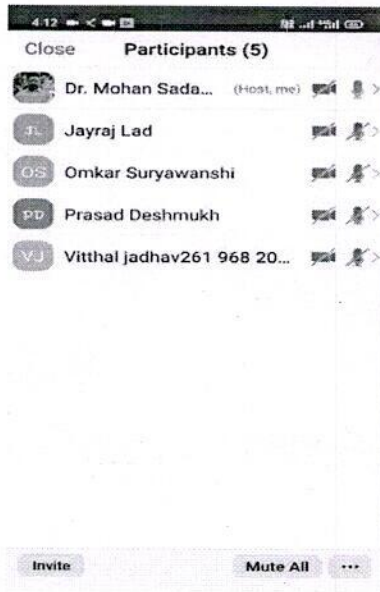 4.12
Close Participants (5)
Dr. Mohan Sada... (Host, me)
JL Jayraj Lad
OS Omkar Suryawanshi
PD Prasad Deshmukh
VJ Vitthal jadhav261 968 20...
Invite Mute All ...